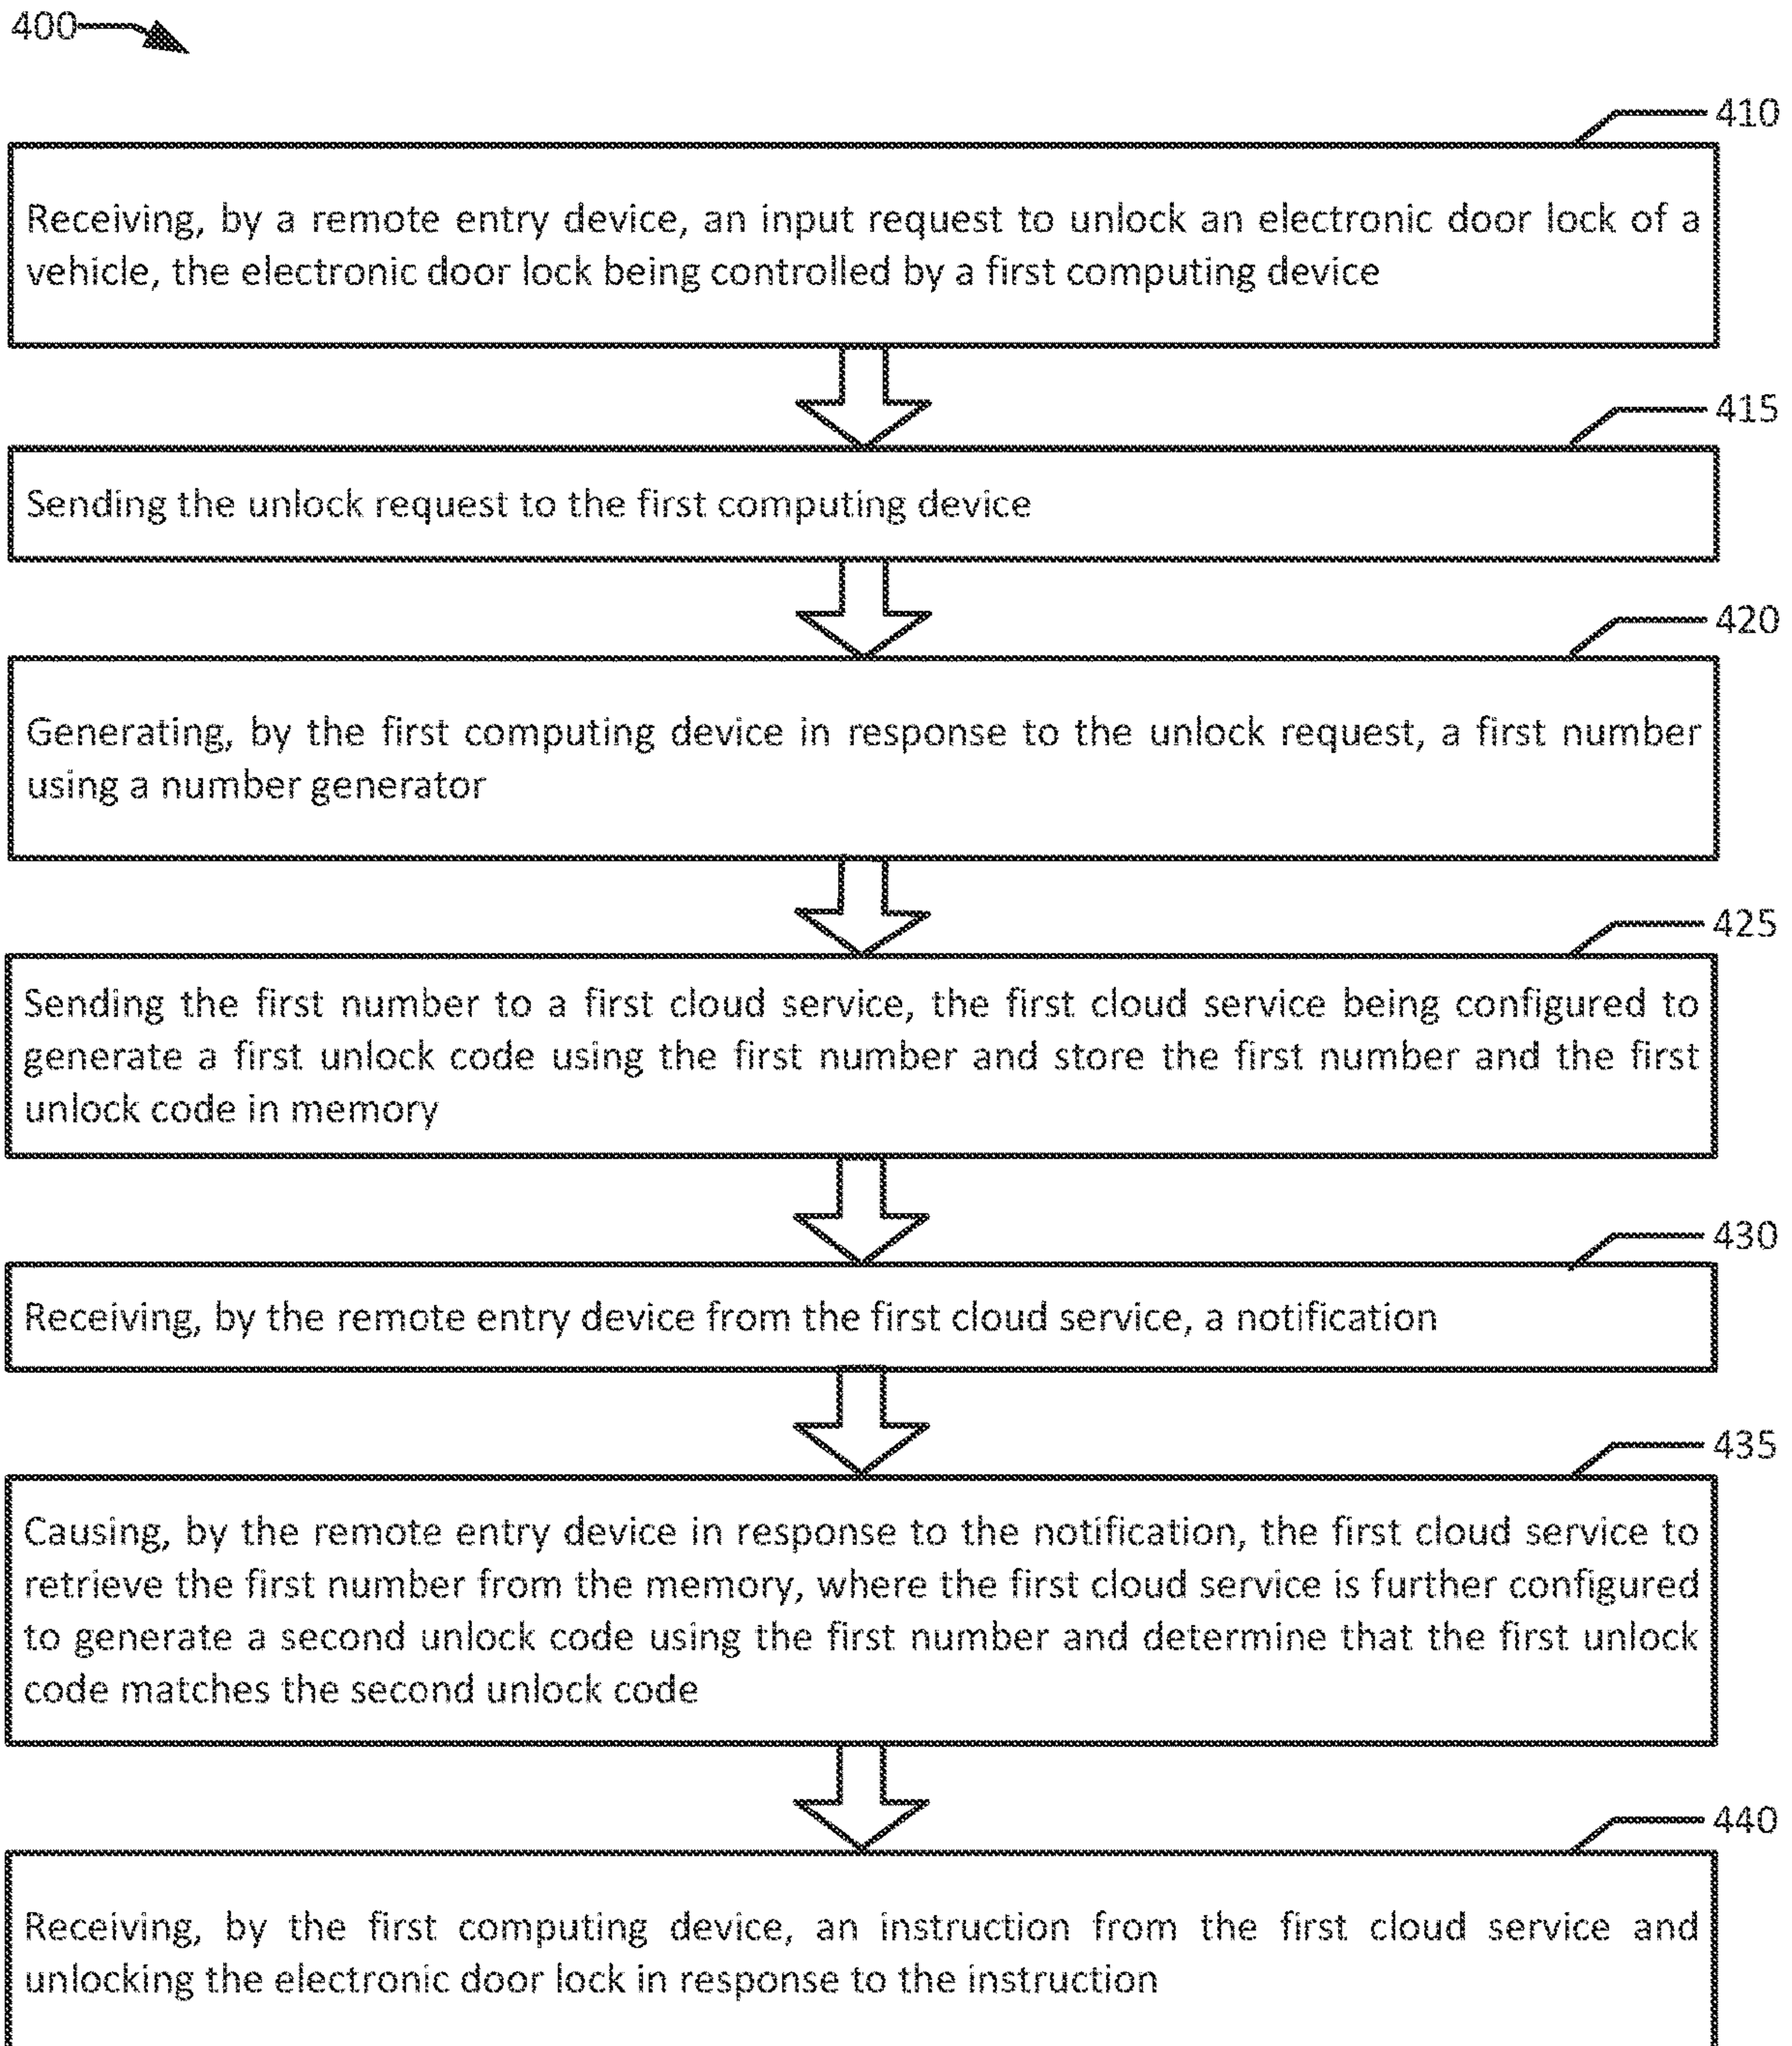 400
410
Receiving, by a remote entry device, an input request to unlock an electronic door lock of a
vehicle, the electronic door lock being controlled by a first computing device
415
Sending the unlock request to the first computing device
420
Generating, by the first computing device in response to the unlock request, a first number
using a number generator
425
Sending the first number to a first cloud service, the first cloud service being configured to
generate a first unlock code using the first number and store the first number and the first
unlock code in memory
430
Receiving, by the remote entry device from the first cloud service, a notification
435
Causing, by the remote entry device in response to the notification, the first cloud service to
retrieve the first number from the memory, where the first cloud service is further configured
to generate a second unlock code using the first number and determine that the first unlock
code matches the second unlock code
440
Receiving, by the first computing device, an instruction from the first cloud service and
unlocking the electronic door lock in response to the instruction